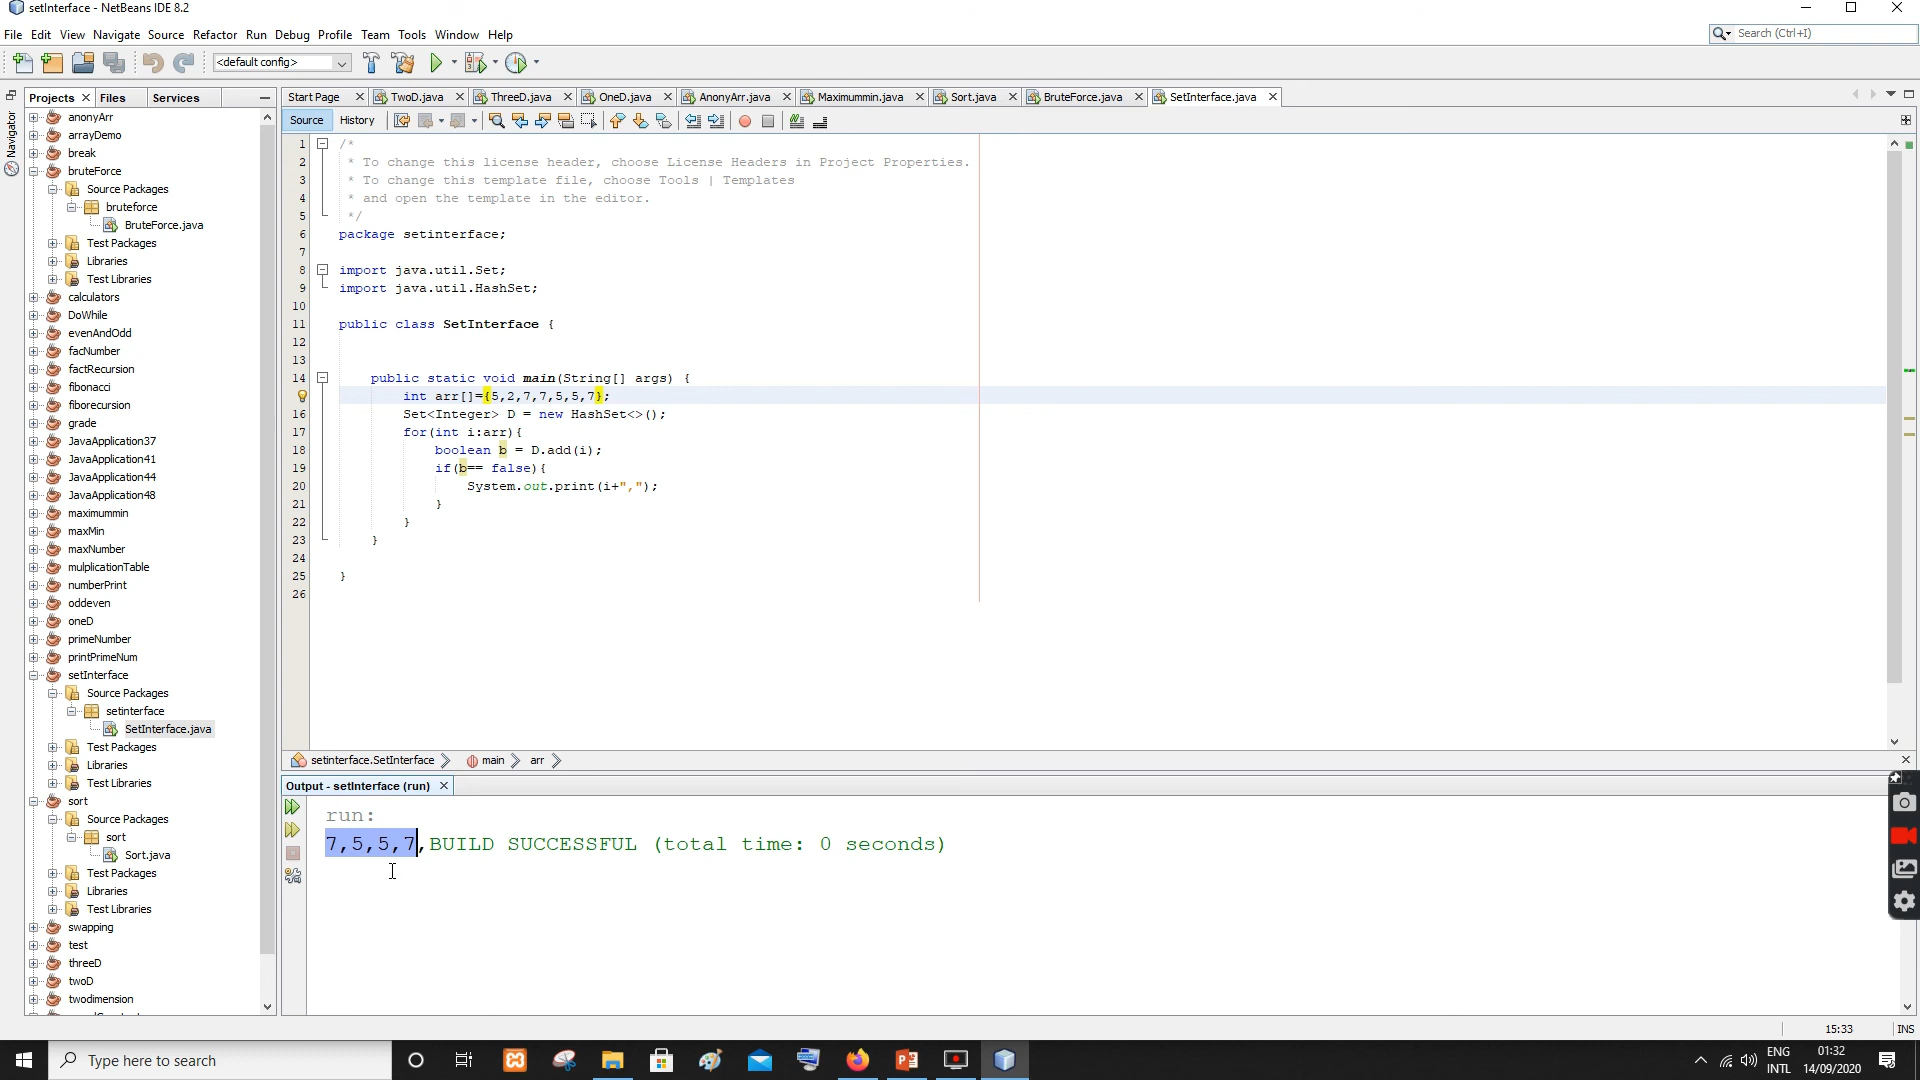 setInterface - NetBeans IDE 8.2
File Edit View Navigate Source Refactor Run Debug Profile Team Tools Window Help
Search (Ctrl+I)
<default config>
Projects Files Services
Start Page TwoD.java ThreeD.java OneD.java AnonyArr.java Maximummin.java Sort.java BruteForce.java SetInterface.java
Navigator
Source History
anonyArr
arrayDemo
break
bruteForce
Source Packages
bruteforce
BruteForce.java
Test Packages
Libraries
Test Libraries
calculators
DoWhile
evenAndOdd
facNumber
factRecursion
fibonacci
fiborecursion
grade
JavaApplication37
JavaApplication41
JavaApplication44
JavaApplication48
maximummin
maxMin
maxNumber
mulplicationTable
numberPrint
oddeven
oneD
primeNumber
printPrimeNum
setInterface
Source Packages
setinterface
SetInterface.java
Test Packages
Libraries
Test Libraries
sort
Source Packages
sort
Sort.java
Test Packages
Libraries
Test Libraries
swapping
test
threeD
twoD
twodimension
1 /*
2 * To change this license header, choose License Headers in Project Properties.
3 * To change this template file, choose Tools | Templates
4 * and open the template in the editor.
5 */
6 package setinterface;
7
8 import java.util.Set;
9 import java.util.HashSet;
10
11 public class SetInterface {
12
13
14 public static void main(String[] args) {
int arr[]={5,2,7,7,5,5,7};
16 Set<Integer> D = new HashSet<>();
17 for(int i:arr){
18 boolean b = D.add(i);
19 if(b== false){
20 System.out.print(i+",");
21 }
22 }
23 }
24
25 }
26
setinterface.SetInterface main arr
Output - setInterface (run)
run:
7,5,5,7,BUILD SUCCESSFUL (total time: 0 seconds)
15:33 INS
Type here to search
ENG
INTL
01:32
14/09/2020